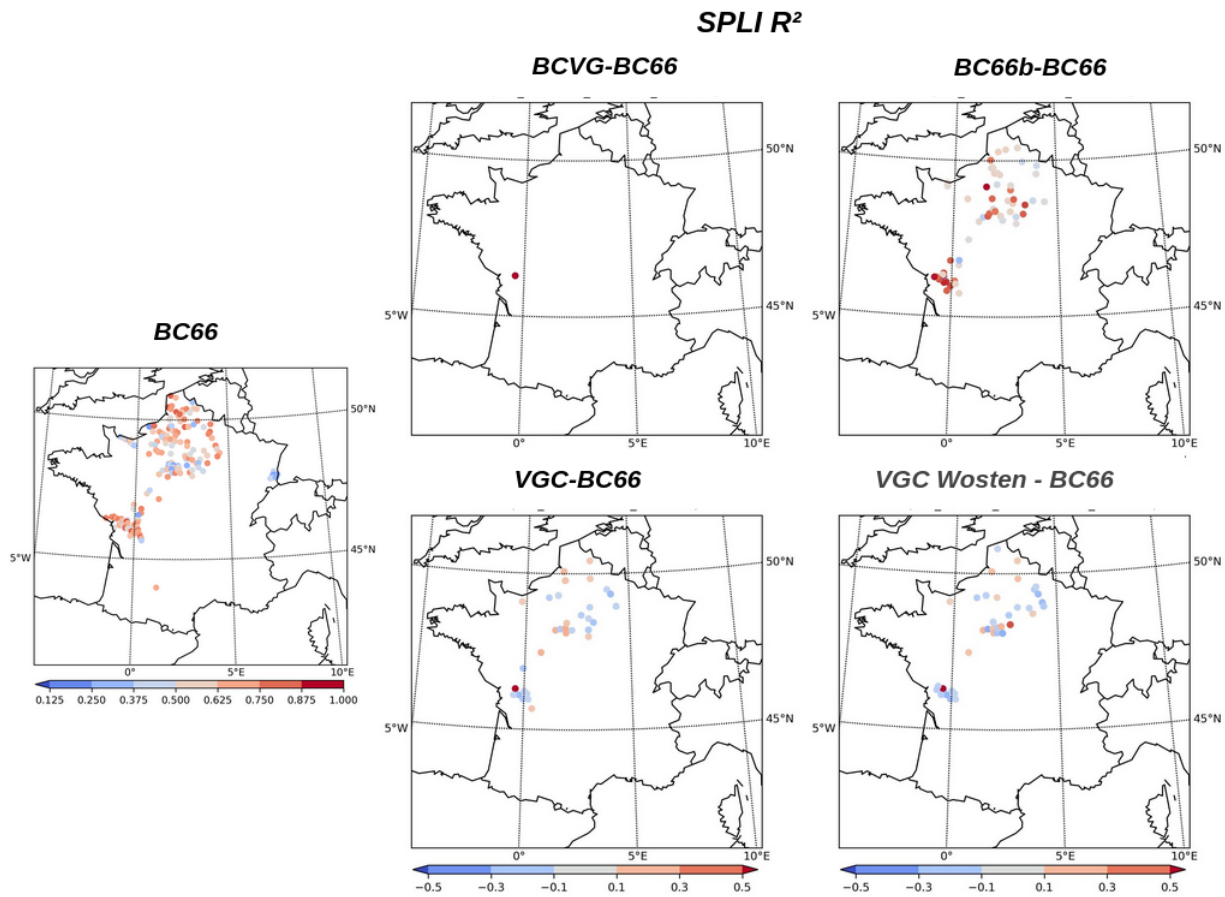 SPLI R²
BCVG-BC66
BC66b-BC66
50°N
50°N
45°N
45°N
5°W
5°W
0°
5°E
10°E
0°
5°E
10°E
BC66
50°N
45°N
5°W
0°
5°E
10°E
0.125 0.250 0.375 0.500 0.625 0.750 0.875 1.000
VGC-BC66
VGC Wosten - BC66
50°N
50°N
45°N
45°N
5°W
5°W
0°
5°E
10°E
0°
5°E
10°E
−0.5 −0.3 −0.1 0.1 0.3 0.5
−0.5 −0.3 −0.1 0.1 0.3 0.5